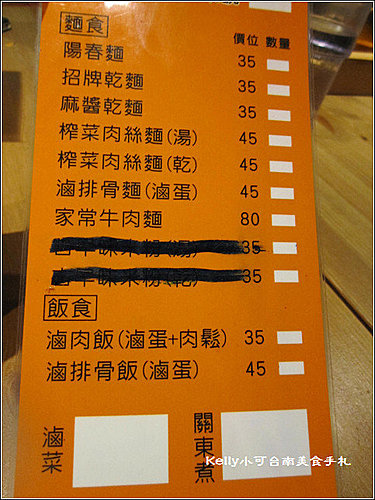 麵食
價位 數量
陽春麵 35
招牌乾麵 35
麻醬乾麵 35
榨菜肉絲麵(湯) 45
榨菜肉絲麵(乾) 45
滷排骨麵(滷蛋) 45
家常牛肉麵 80
35
35
飯食
滷肉飯(滷蛋+肉鬆) 35
滷排骨飯(滷蛋) 45
滷菜
關東煮
Kelly小可台南美食手札